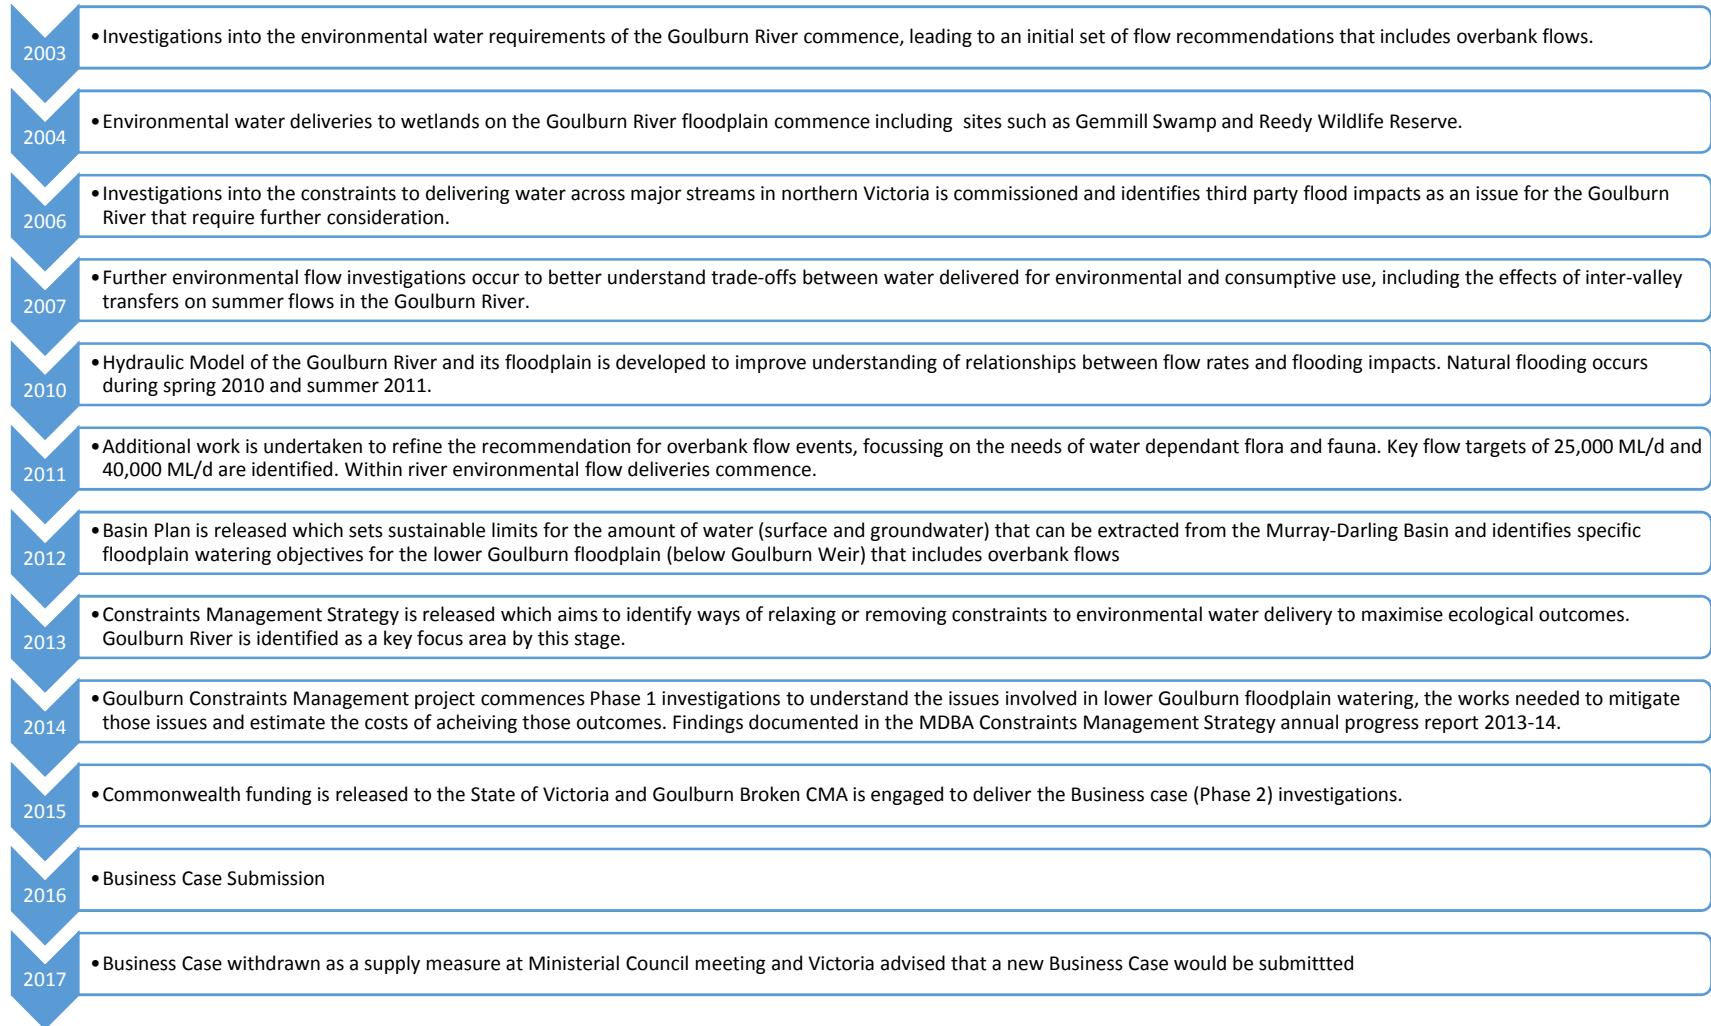 2003
•Investigations into the environmental water requirements of the Goulburn River commence, leading to an initial set of flow recommendations that includes overbank flows.
2004
•Environmental water deliveries to wetlands on the Goulburn River floodplain commence including  sites such as Gemmill Swamp and Reedy Wildlife Reserve.
2006
•Investigations into the constraints to delivering water across major streams in northern Victoria is commissioned and identifies third party flood impacts as an issue for the Goulburn
River that require further consideration.
2007
•Further environmental flow investigations occur to better understand trade-offs between water delivered for environmental and consumptive use, including the effects of inter-valley
transfers on summer flows in the Goulburn River.
2010
•Hydraulic Model of the Goulburn River and its floodplain is developed to improve understanding of relationships between flow rates and flooding impacts. Natural flooding occurs
during spring 2010 and summer 2011.
2011
•Additional work is undertaken to refine the recommendation for overbank flow events, focussing on the needs of water dependant flora and fauna. Key flow targets of 25,000 ML/d and
40,000 ML/d are identified. Within river environmental flow deliveries commence.
2012
•Basin Plan is released which sets sustainable limits for the amount of water (surface and groundwater) that can be extracted from the Murray-Darling Basin and identifies specific
floodplain watering objectives for the lower Goulburn floodplain (below Goulburn Weir) that includes overbank flows
2013
•Constraints Management Strategy is released which aims to identify ways of relaxing or removing constraints to environmental water delivery to maximise ecological outcomes.
Goulburn River is identified as a key focus area by this stage.
2014
•Goulburn Constraints Management project commences Phase 1 investigations to understand the issues involved in lower Goulburn floodplain watering, the works needed to mitigate
those issues and estimate the costs of acheiving those outcomes. Findings documented in the MDBA Constraints Management Strategy annual progress report 2013-14.
2015
•Commonwealth funding is released to the State of Victoria and Goulburn Broken CMA is engaged to deliver the Business case (Phase 2) investigations.
2016
•Business Case Submission
2017
•Business Case withdrawn as a supply measure at Ministerial Council meeting and Victoria advised that a new Business Case would be submittted